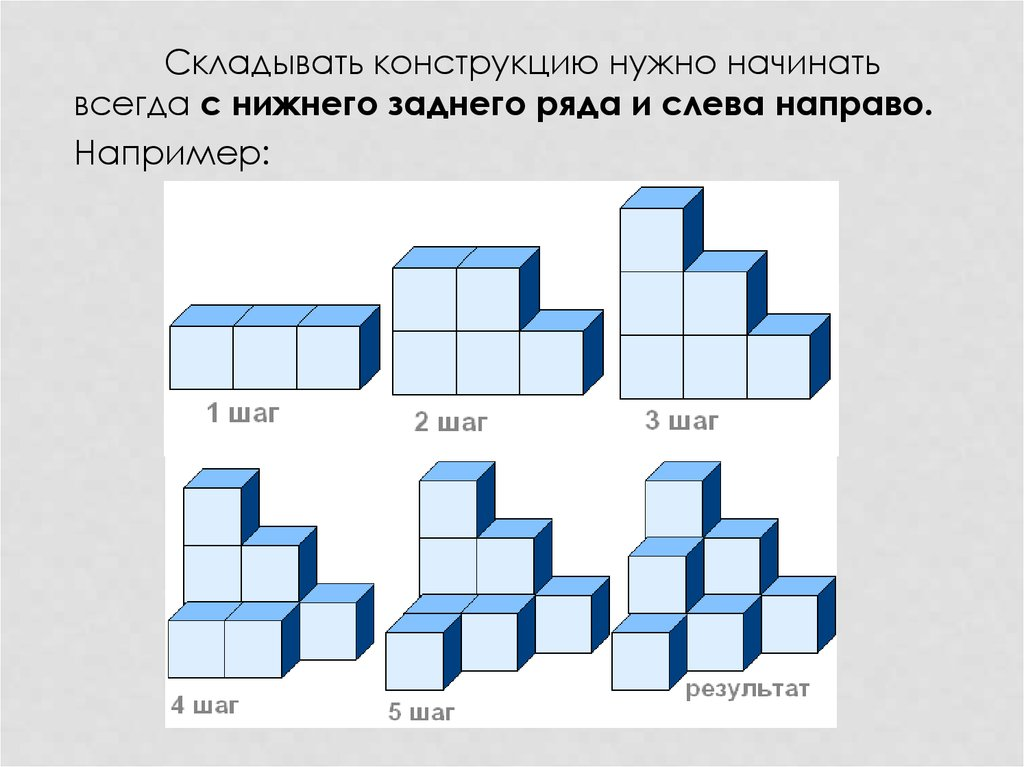 Складывать конструкцию нужно начинать
всегда с нижнего заднего ряда и слева направо.
Например:
1 шаг
2 шаг
3 шаг
4 шаг
5 шаг
результат